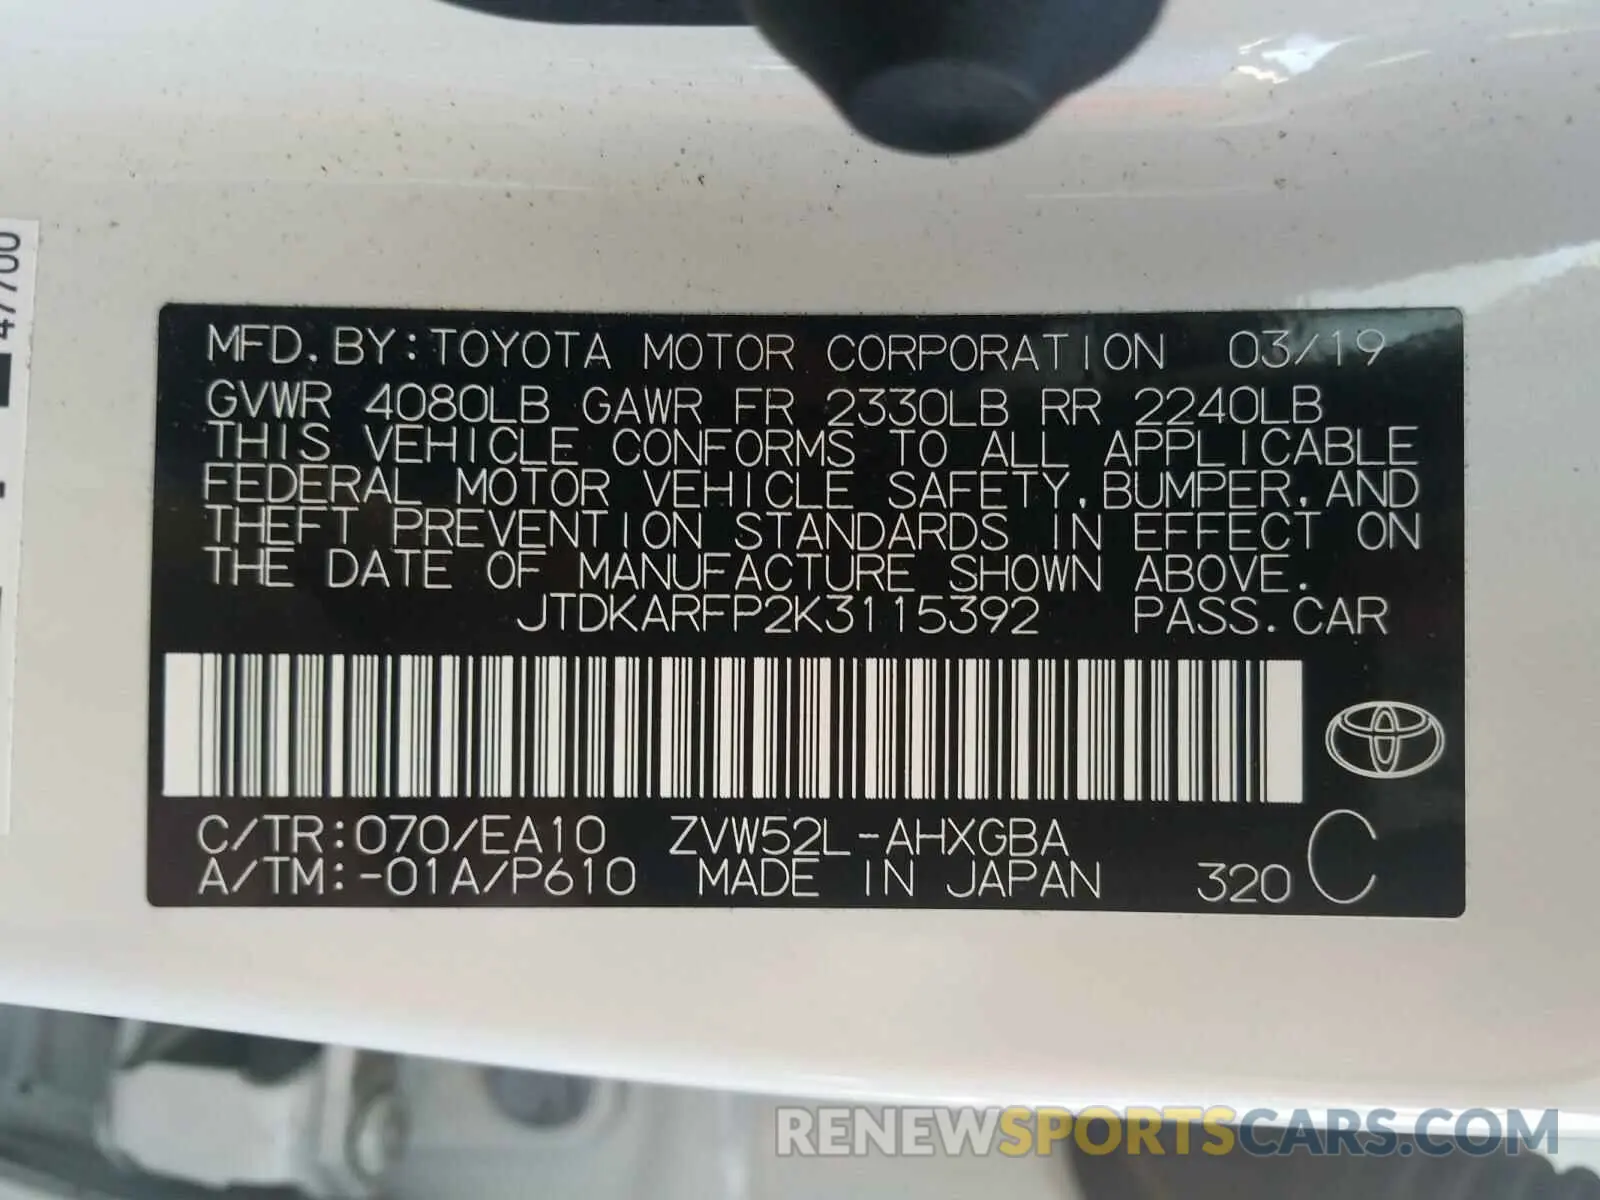 47700
MFD. BY: TOYOTA MOTOR CORPORATION 03/19
GVWR 4080LB GAWR FR 2330LB RR 2240LB
THIS VEHICLE CONFORMS TO ALL APPLICABLE
FEDERAL MOTOR VEHICLE SAFETY, BUMPER, AND
THEFT PREVENTION STANDARDS IN EFFECT ON
THE DATE OF MANUFACTURE SHOWN ABOVE.
JTDKARFP2K3115392 PASS. CAR
C/TR: 070/EA10 ZVW52L-AHXGBA
A/TM: -01A/P610 MADE IN JAPAN 320 C
RENEWSPORTSCARS.COM